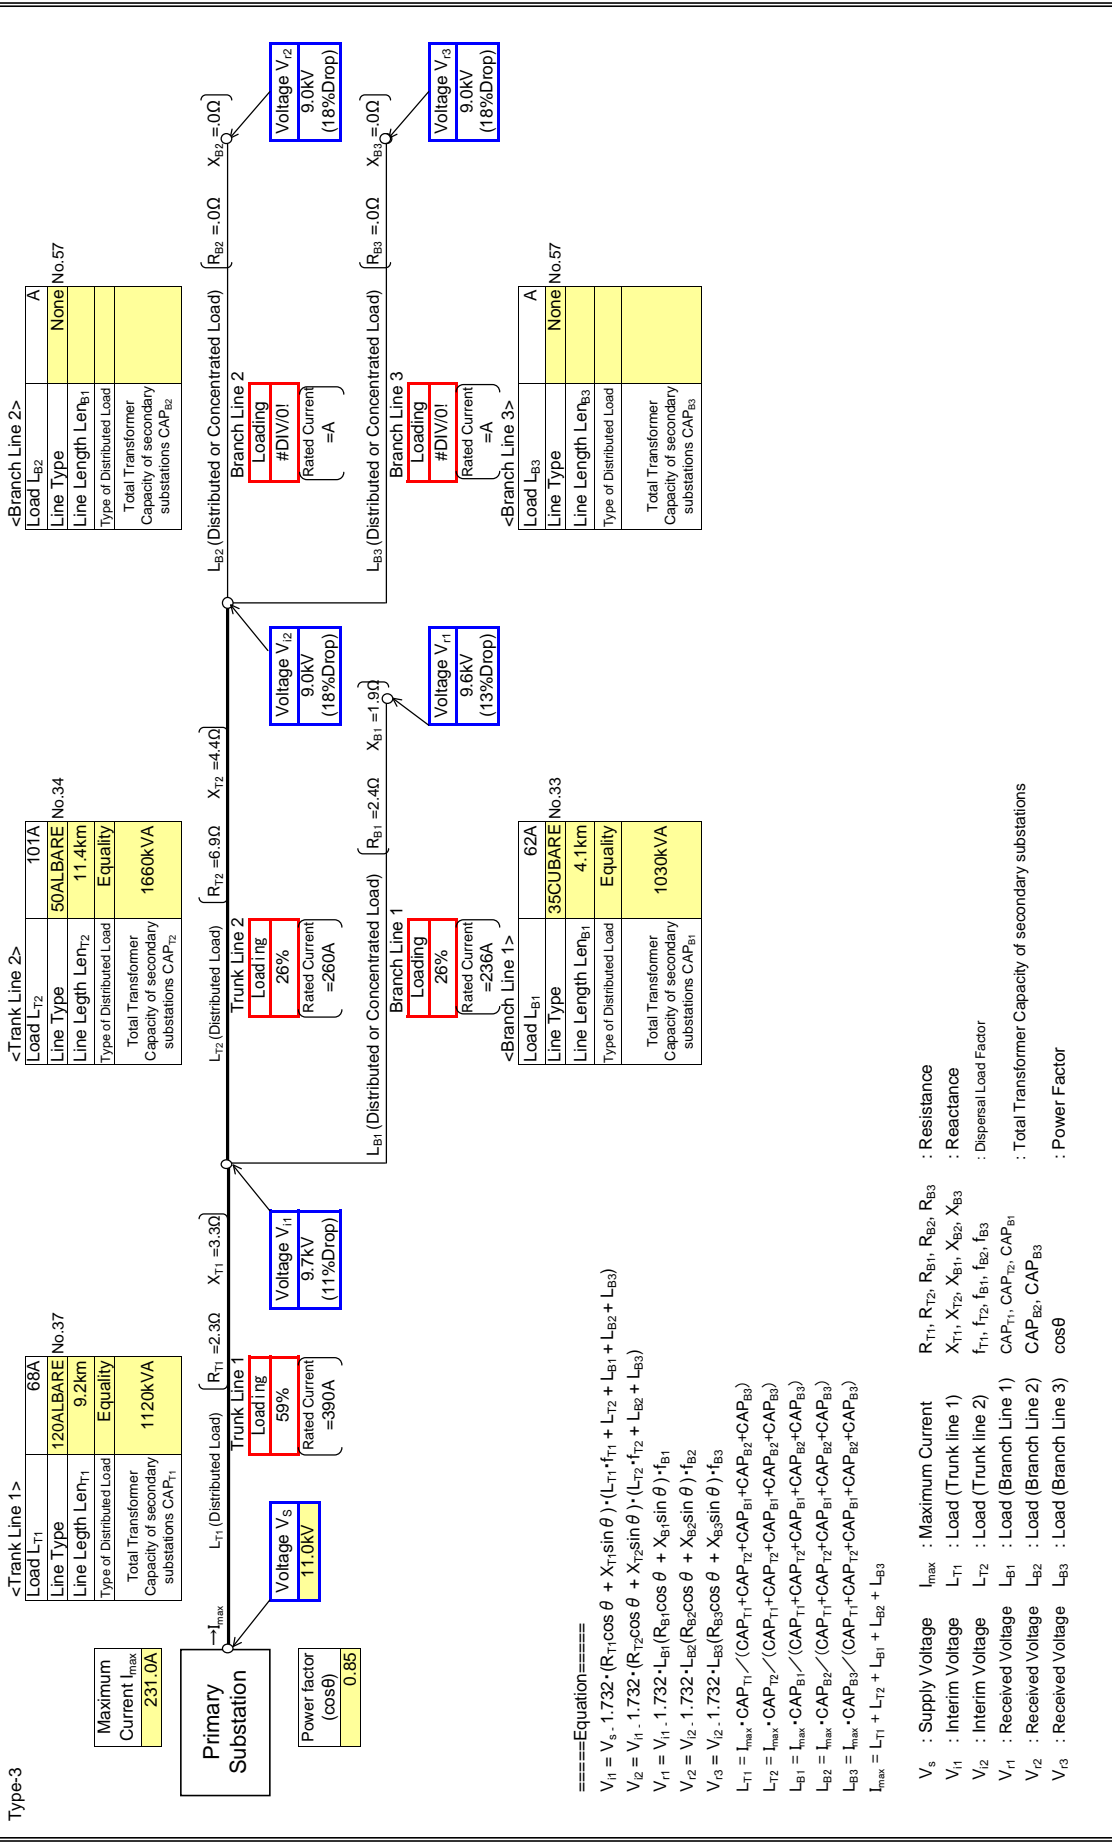 Type-3
<Trank Line 1>
Load L_T1 68A
Line Type 120ALBARE No.37
Line Legth Len_T1 9.2km
Type of Distributed Load Equality
Total Transformer
Capacity of secondary
substations CAP_T1
1120kVA
<Trank Line 2>
Load L_T2 101A
Line Type 50ALBARE No.34
Line Length Len_T2 11.4km
Type of Distributed Load Equality
Total Transformer
Capacity of secondary
substations CAP_T2
1660kVA
<Branch Line 2>
Load L_B2 A
Line Type None No.57
Line Length Len_B1
Type of Distributed Load
Total Transformer
Capacity of secondary
substations CAP_B2
Maximum
Current I_max
231.0A
Primary
Substation
→I_max
Power factor
(cosθ)
0.85
Voltage V_S
11.0kV
L_T1 (Distributed Load)
R_T1 =2.3Ω X_T1 =3.3Ω
Trunk Line 1
Loading
59%
Rated Current
=390A
Voltage V_i1
9.7kV
(11%Drop)
L_T2 (Distributed Load)
R_T2 =6.9Ω X_T2 =4.4Ω
Trunk Line 2
Loading
26%
Rated Current
=260A
Voltage V_i2
9.0kV
(18%Drop)
L_B2 (Distributed or Concentrated Load)
R_B2 =.0Ω X_B2 =.0Ω
Branch Line 2
Loading
#DIV/0!
Rated Current
=A
Voltage V_r2
9.0kV
(18%Drop)
L_B1 (Distributed or Concentrated Load)
R_B1 =2.4Ω X_B1 =1.9Ω
Branch Line 1
Loading
26%
Rated Current
=236A
Voltage V_r1
9.6kV
(13%Drop)
L_B3 (Distributed or Concentrated Load)
R_B3 =.0Ω X_B3 =.0Ω
Branch Line 3
Loading
#DIV/0!
Rated Current
=A
Voltage V_r3
9.0kV
(18%Drop)
<Branch Line 1>
Load L_B1 62A
Line Type 35CUBARE No.33
Line Length Len_B1 4.1km
Type of Distributed Load Equality
Total Transformer
Capacity of secondary
substations CAP_B1
1030kVA
<Branch Line 3>
Load L_B3 A
Line Type None No.57
Line Length Len_B3
Type of Distributed Load
Total Transformer
Capacity of secondary
substations CAP_B3
=====Equation=====
V_i1 = V_s - 1.732・(R_T1cos θ + X_T1sin θ)・(L_T1・f_T1 + L_T2 + L_B1 + L_B2 + L_B3)
V_i2 = V_i1 - 1.732・(R_T2cos θ + X_T2sin θ)・(L_T2・f_T2 + L_B2 + L_B3)
V_r1 = V_i1 - 1.732・L_B1(R_B1cos θ + X_B1sin θ)・f_B1
V_r2 = V_i2 - 1.732・L_B2(R_B2cos θ + X_B2sin θ)・f_B2
V_r3 = V_i2 - 1.732・L_B3(R_B3cos θ + X_B3sin θ)・f_B3
L_T1 = I_max・CAP_T1／(CAP_T1+CAP_T2+CAP_B1+CAP_B2+CAP_B3)
L_T2 = I_max・CAP_T2／(CAP_T1+CAP_T2+CAP_B1+CAP_B2+CAP_B3)
L_B1 = I_max・CAP_B1／(CAP_T1+CAP_T2+CAP_B1+CAP_B2+CAP_B3)
L_B2 = I_max・CAP_B2／(CAP_T1+CAP_T2+CAP_B1+CAP_B2+CAP_B3)
L_B3 = I_max・CAP_B3／(CAP_T1+CAP_T2+CAP_B1+CAP_B2+CAP_B3)
I_max = L_T1 + L_T2 + L_B1 + L_B2 + L_B3
V_s : Supply Voltage I_max : Maximum Current R_T1, R_T2, R_B1, R_B2, R_B3 : Resistance
V_i1 : Interim Voltage L_T1 : Load (Trunk line 1) X_T1, X_T2, X_B1, X_B2, X_B3 : Reactance
V_i2 : Interim Voltage L_T2 : Load (Trunk line 2) f_T1, f_T2, f_B1, f_B2, f_B3 : Dispersal Load Factor
V_r1 : Received Voltage L_B1 : Load (Branch Line 1) CAP_T1, CAP_T2, CAP_B1 : Total Transformer Capacity of secondary substations
V_r2 : Received Voltage L_B2 : Load (Branch Line 2) CAP_B2, CAP_B3
V_r3 : Received Voltage L_B3 : Load (Branch Line 3) cosθ : Power Factor